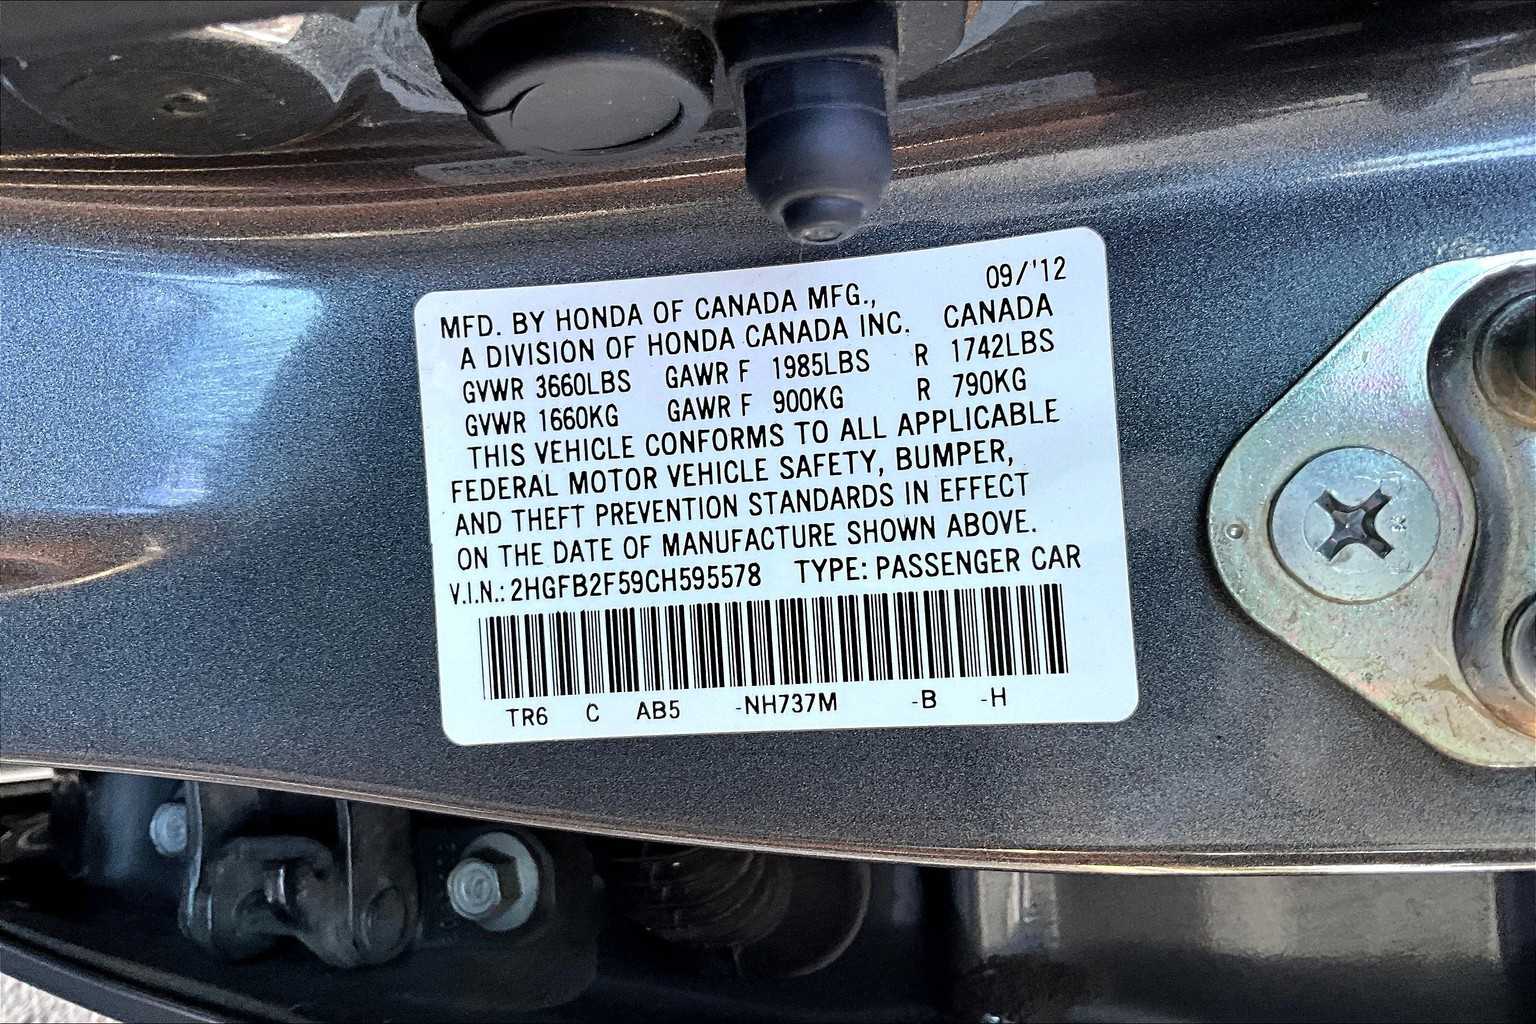 MFD. BY HONDA OF CANADA MFG., 09/'12
A DIVISION OF HONDA CANADA INC. CANADA
GVWR 3660LBS GAWR F 1985LBS R 1742LBS
GVWR 1660KG GAWR F 900KG R 790KG
THIS VEHICLE CONFORMS TO ALL APPLICABLE
FEDERAL MOTOR VEHICLE SAFETY, BUMPER,
AND THEFT PREVENTION STANDARDS IN EFFECT
ON THE DATE OF MANUFACTURE SHOWN ABOVE.
V.I.N.: 2HGFB2F59CH595578 TYPE: PASSENGER CAR
TR6 C AB5 -NH737M -B -H